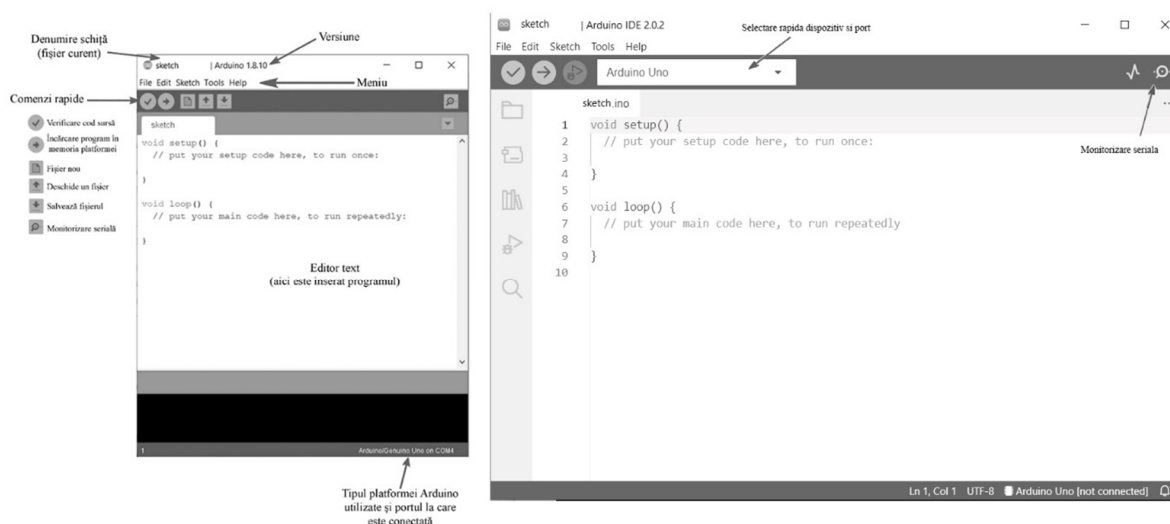 Denumire schiță
(fișier curent)
Versiune
sketch | Arduino 1.8.10
File Edit Sketch Tools Help
Meniu
Comenzi rapide
Verificare cod sursă
Încărcare program în
memoria platformei
Fișier nou
Deschide un fișier
Salvează fișierul
Monitorizare serială
sketch
void setup() {
// put your setup code here, to run once:
}
void loop() {
// put your main code here, to run repeatedly:
}
Editor text
(aici este inserat programul)
1
Arduino/Genuino Uno on COM4
Tipul platformei Arduino
utilizate și portul la care
este conectată
sketch | Arduino IDE 2.0.2
Selectare rapida dispozitiv si port
File Edit Sketch Tools Help
Arduino Uno
sketch.ino
Monitorizare seriala
1 void setup() {
2 // put your setup code here, to run once:
3
4 }
5
6 void loop() {
7 // put your main code here, to run repeatedly
8
9 }
10
Ln 1, Col 1 UTF-8 Arduino Uno [not connected]